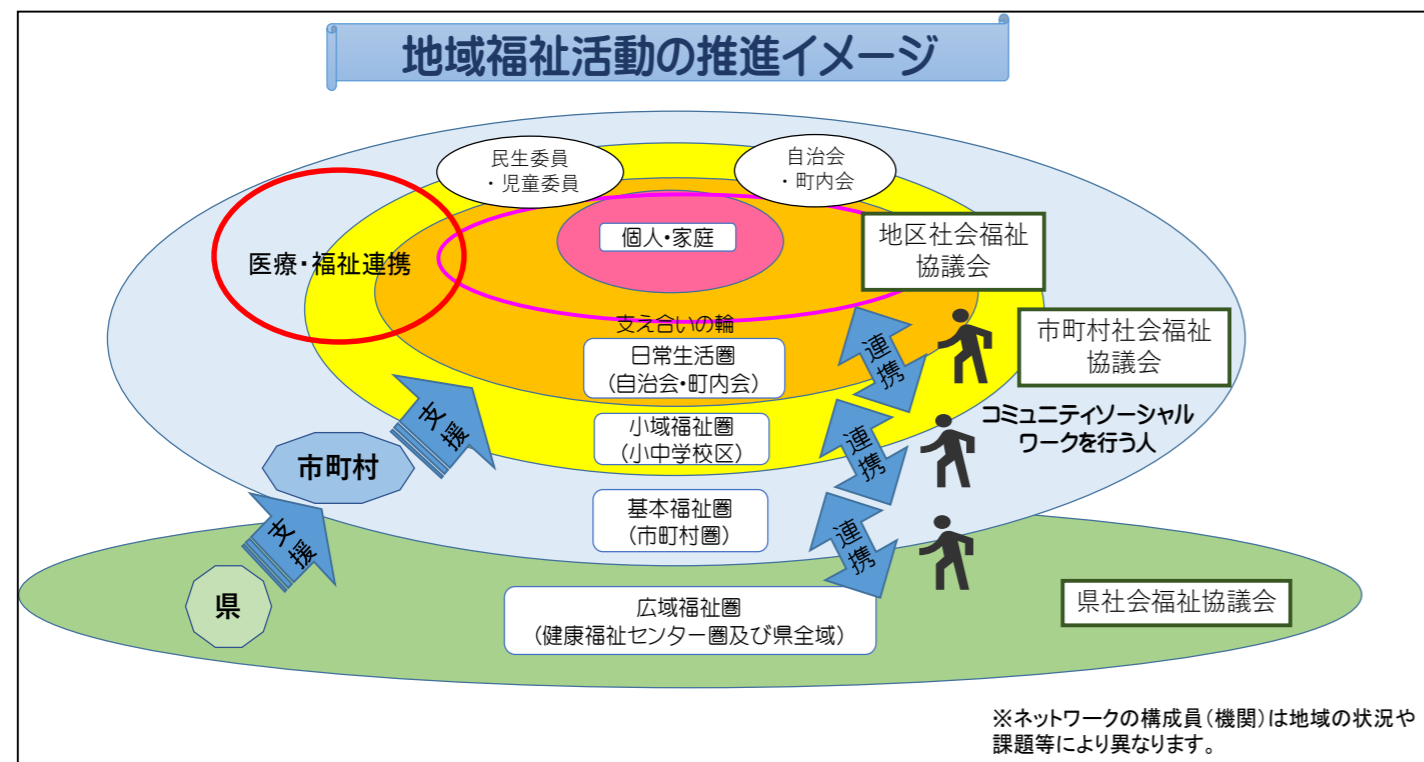 地域福祉活動の推進イメージ
民生委員
・児童委員
自治会
・町内会
個人・家庭
地区社会福祉
協議会
医療・福祉連携
支え合いの輪
日常生活圏
(自治会・町内会)
連携
市町村社会福祉
協議会
コミュニティソーシャル
ワークを行う人
支援
小域福祉圏
(小中学校区)
連携
市町村
基本福祉圏
(市町村圏)
連携
支援
県
広域福祉圏
(健康福祉センター圏及び県全域)
県社会福祉協議会
※ネットワークの構成員(機関)は地域の状況や
課題等により異なります。